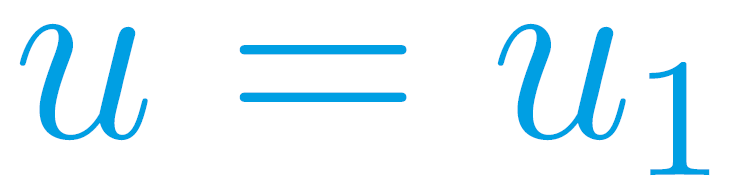 u = u₁